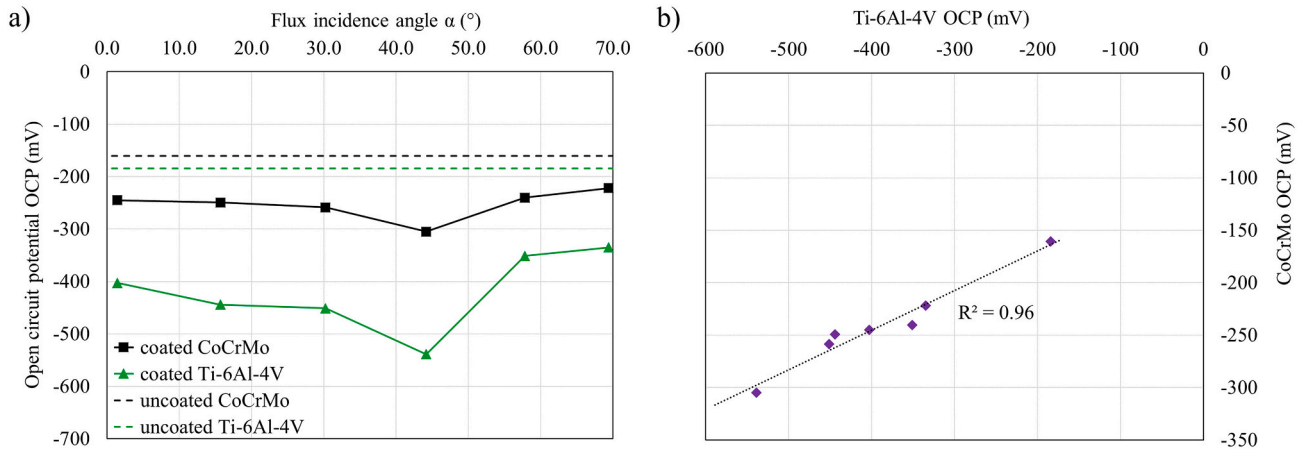 a)
Flux incidence angle α (°)
0.0 10.0 20.0 30.0 40.0 50.0 60.0 70.0
Open circuit potential OCP (mV)
0
-100
-200
-300
-400
-500
-600
-700
coated CoCrMo
coated Ti-6Al-4V
uncoated CoCrMo
uncoated Ti-6Al-4V
b)
Ti-6Al-4V OCP (mV)
-600 -500 -400 -300 -200 -100 0
0
-50
-100
-150
-200
-250
-300
-350
CoCrMo OCP (mV)
R² = 0.96